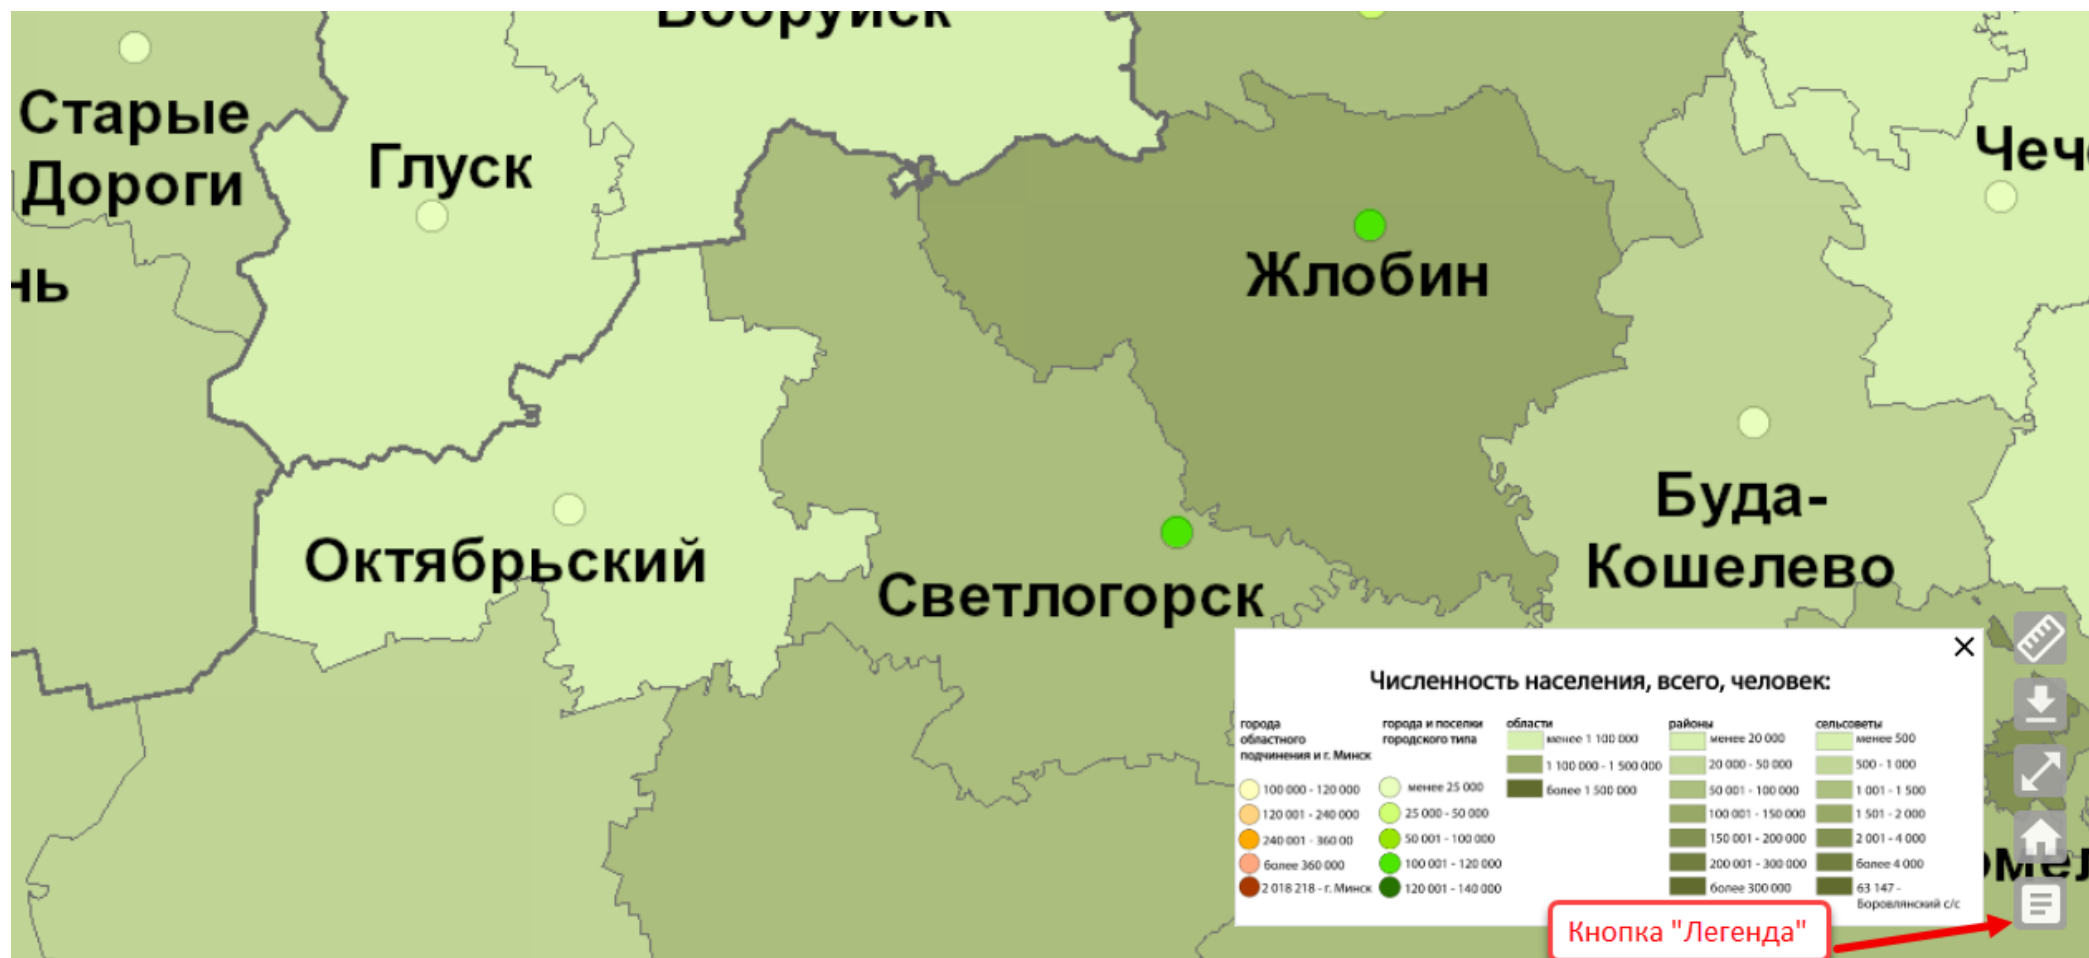 Бобруйск
Старые
Дороги
Глуск
Чеч
нь
Жлобин
Буда-
Кошелево
Октябрьский
Светлогорск
Численность населения, всего, человек:
города
областного
подчинения и г. Минск
100 000 - 120 000
120 001 - 240 000
240 001 - 360 00
более 360 000
2 018 218 - г. Минск
города и поселки
городского типа
менее 25 000
25 000 - 50 000
50 001 - 100 000
100 001 - 120 000
120 001 - 140 000
области
менее 1 100 000
1 100 000 - 1 500 000
более 1 500 000
районы
менее 20 000
20 000 - 50 000
50 001 - 100 000
100 001 - 150 000
150 001 - 200 000
200 001 - 300 000
более 300 000
сельсоветы
менее 500
500 - 1 000
1 001 - 1 500
1 501 - 2 000
2 001 - 4 000
более 4 000
63 147 -
Боровлянский с/с
омел
Кнопка "Легенда"